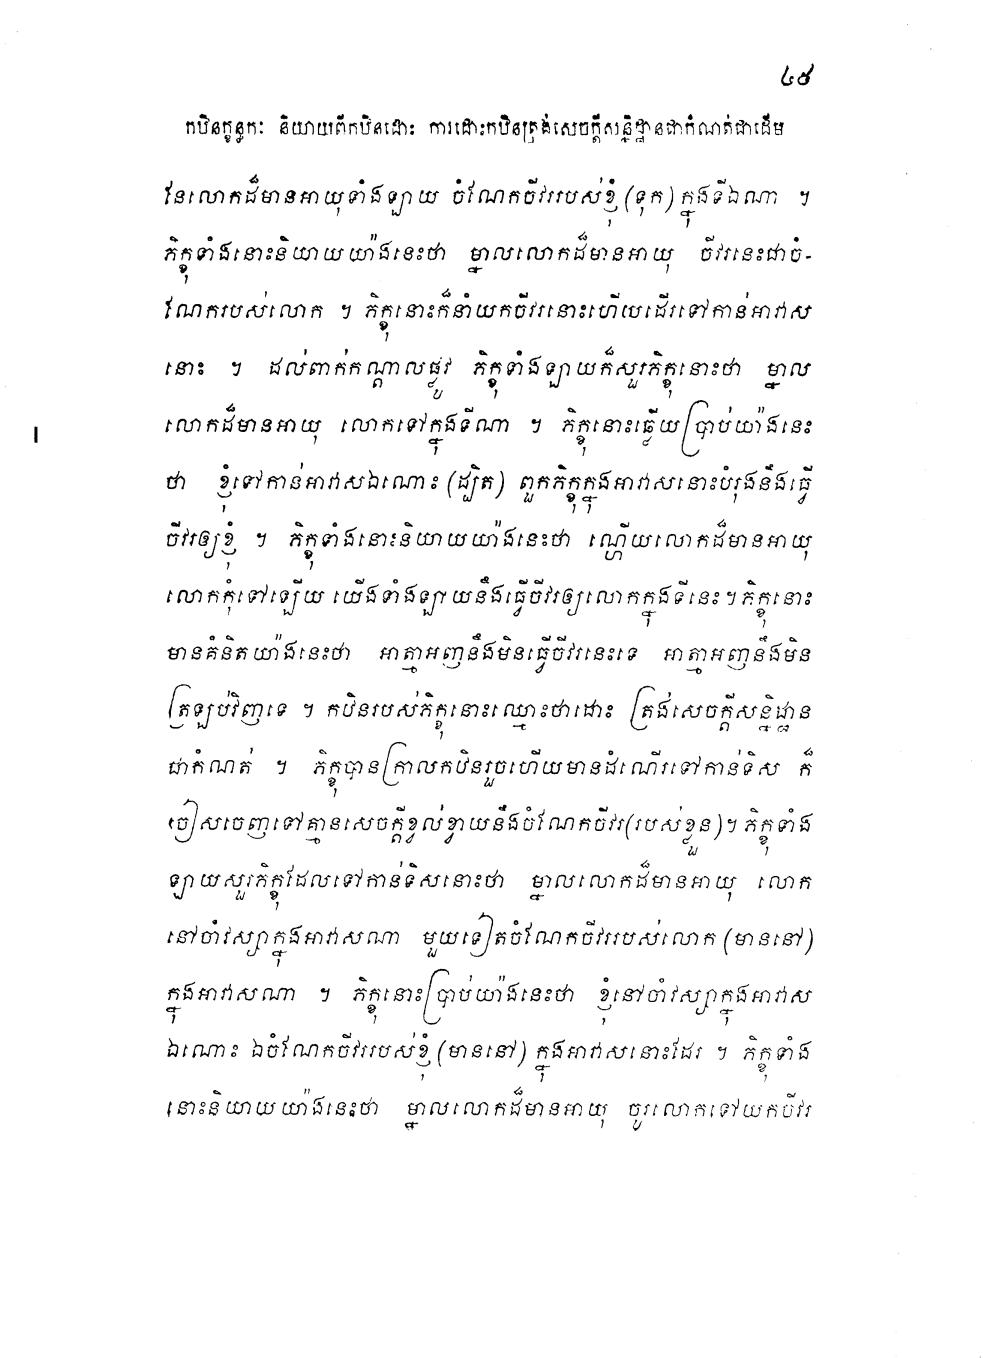 ៤៩
កឋិនក្ខន្ធកៈ និយាយពីកឋិនដោះ ការដោះកឋិនត្រង់សេចក្តីសន្និដ្ឋានជាកំណត់ជាដើម
នែលោកដ៏មានអាយុទាំងឡាយ ចំណែកចីវររបស់ខ្ញុំ (ទុក) ក្នុងទីឯណា ។
ភិក្ខុទាំងនោះនិយាយយ៉ាងនេះថា ម្នាលលោកដ៏មានអាយុ ចីវរនេះជាចំ-
ណែករបស់លោក ។ ភិក្ខុនោះក៏នាំយកចីវរនោះហើយដើរទៅកាន់អាវាស
នោះ ។ ដល់ពាក់កណ្តាលផ្លូវ ភិក្ខុទាំងឡាយក៏សួរភិក្ខុនោះថា ម្នាល
លោកដ៏មានអាយុ លោកទៅក្នុងទីណា ។ ភិក្ខុនោះឆ្លើយប្រាប់យ៉ាងនេះ
ថា ខ្ញុំទៅកាន់អាវាសឯណោះ (ដ្បិត) ពួកភិក្ខុក្នុងអាវាសនោះបំរុងនឹងធ្វើ
ចីវរឲ្យខ្ញុំ ។ ភិក្ខុទាំងនោះនិយាយយ៉ាងនេះថា ណ្ហើយលោកដ៏មានអាយុ
លោកកុំទៅឡើយ យើងទាំងឡាយនឹងធ្វើចីវរឲ្យលោកក្នុងទីនេះ ។ ភិក្ខុនោះ
មានគំនិតយ៉ាងនេះថា អាត្មាអញនឹងមិនធ្វើចីវរនេះទេ អាត្មាអញនឹងមិន
ត្រឡប់វិញទេ ។ កឋិនរបស់ភិក្ខុនោះឈ្មោះថាដោះ ត្រង់សេចក្តីសន្និដ្ឋាន
ជាកំណត់ ។ ភិក្ខុបានក្រាលកឋិនរួចហើយមានដំណើរទៅកាន់ទិស ក៏
ចៀសចេញទៅគ្មានសេចក្តីខ្វល់ខ្វាយនឹងចំណែកចីវរ(របស់ខ្លួន) ។ ភិក្ខុទាំង
ឡាយសួរភិក្ខុដែលទៅកាន់ទិសនោះថា ម្នាលលោកដ៏មានអាយុ លោក
នៅចាំវស្សាក្នុងអាវាសណា មួយទៀតចំណែកចីវររបស់លោក (មាននៅ)
ក្នុងអាវាសណា ។ ភិក្ខុនោះប្រាប់យ៉ាងនេះថា ខ្ញុំនៅចាំវស្សាក្នុងអាវាស
ឯណោះ ឯចំណែកចីវររបស់ខ្ញុំ (មាននៅ) ក្នុងអាវាសនោះដែរ ។ ភិក្ខុទាំង
នោះនិយាយយ៉ាងនេះថា ម្នាលលោកដ៏មានអាយុ ចូរលោកទៅយកចីវរ